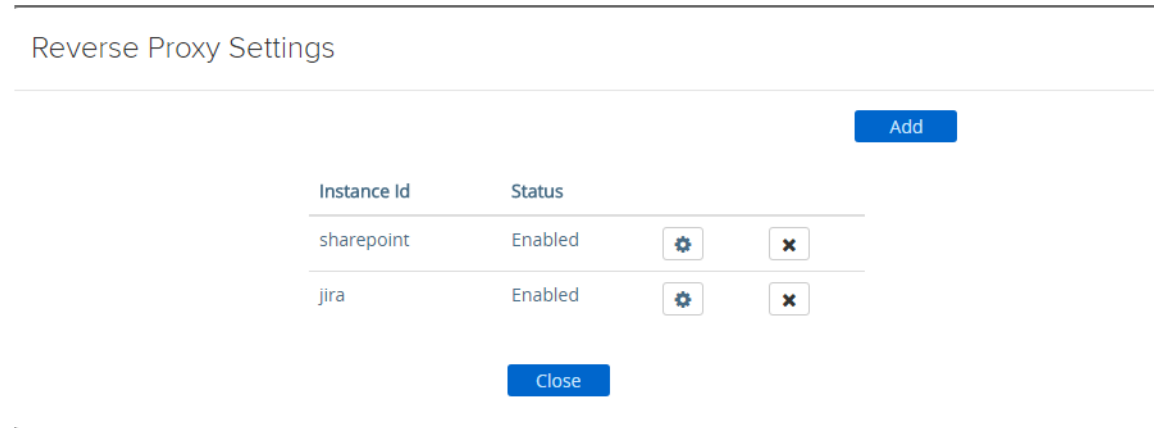 Reverse Proxy Settings
Add
Instance Id Status
sharepoint Enabled
jira Enabled
Close